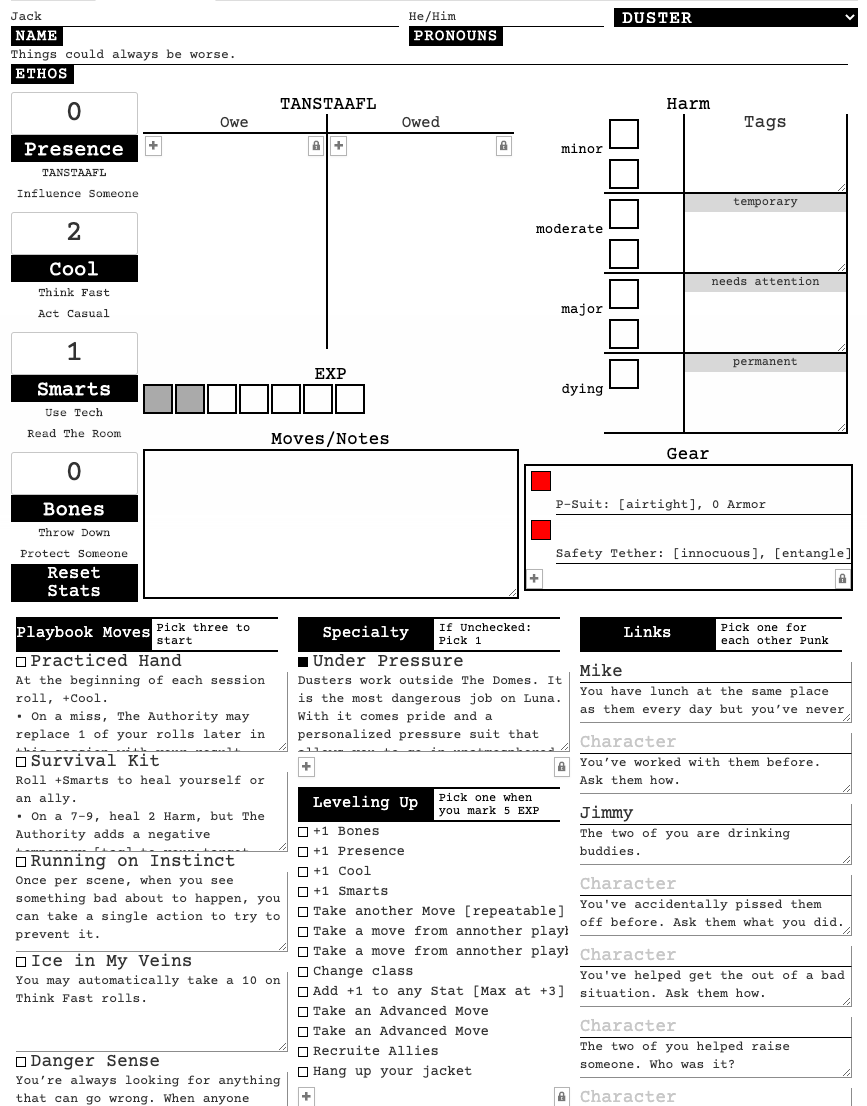 Jack
He/Him
DUSTER
NAME
PRONOUNS
Things could always be worse.
ETHOS
0
Presence
TANSTAAFL
Influence Someone
2
Cool
Think Fast
Act Casual
1
Smarts
Use Tech
Read The Room
0
Bones
Throw Down
Protect Someone
Reset
Stats
TANSTAAFL
Owe
Owed
EXP
Moves/Notes
Harm
Tags
minor
temporary
moderate
needs attention
major
permanent
dying
Gear
P-Suit: [airtight], 0 Armor
Safety Tether: [innocuous], [entangle]
Playbook Moves
Pick three to
start
Practiced Hand
At the beginning of each session
roll, +Cool.
• On a miss, The Authority may
replace 1 of your rolls later in
this session with your result
Survival Kit
Roll +Smarts to heal yourself or
an ally.
• On a 7-9, heal 2 Harm, but The
Authority adds a negative
temporary [tag] to your target
Running on Instinct
Once per scene, when you see
something bad about to happen, you
can take a single action to try to
prevent it.
Ice in My Veins
You may automatically take a 10 on
Think Fast rolls.
Danger Sense
You’re always looking for anything
that can go wrong. When anyone
Specialty
If Unchecked:
Pick 1
Under Pressure
Dusters work outside The Domes. It
is the most dangerous job on Luna.
With it comes pride and a
personalized pressure suit that
allows you to go in unatmosphered
Leveling Up
Pick one when
you mark 5 EXP
+1 Bones
+1 Presence
+1 Cool
+1 Smarts
Take another Move [repeatable]
Take a move from annother playb
Take a move from annother playb
Change class
Add +1 to any Stat [Max at +3]
Take an Advanced Move
Take an Advanced Move
Recruite Allies
Hang up your jacket
Links
Pick one for
each other Punk
Mike
You have lunch at the same place
as them every day but you’ve never
Character
You’ve worked with them before.
Ask them how.
Jimmy
The two of you are drinking
buddies.
Character
You've accidentally pissed them
off before. Ask them what you did.
Character
You've helped get the out of a bad
situation. Ask them how.
Character
The two of you helped raise
someone. Who was it?
Character